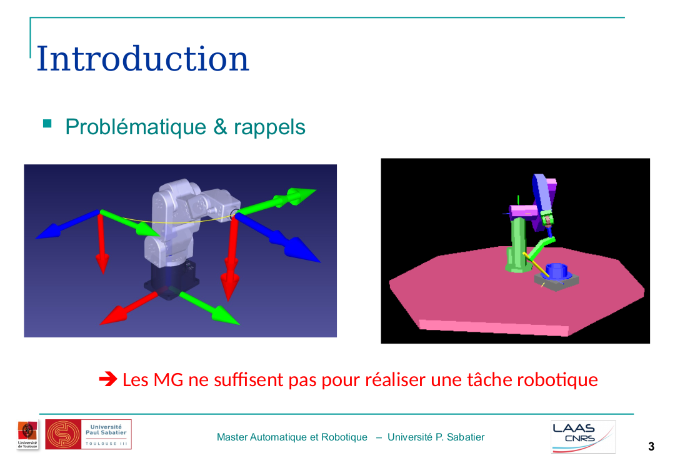 Introduction
Problématique & rappels
➔ Les MG ne suffisent pas pour réaliser une tâche robotique
Université
de Toulouse
Université
Paul Sabatier
TOULOUSE III
Master Automatique et Robotique – Université P. Sabatier
LAAS
CNRS
3